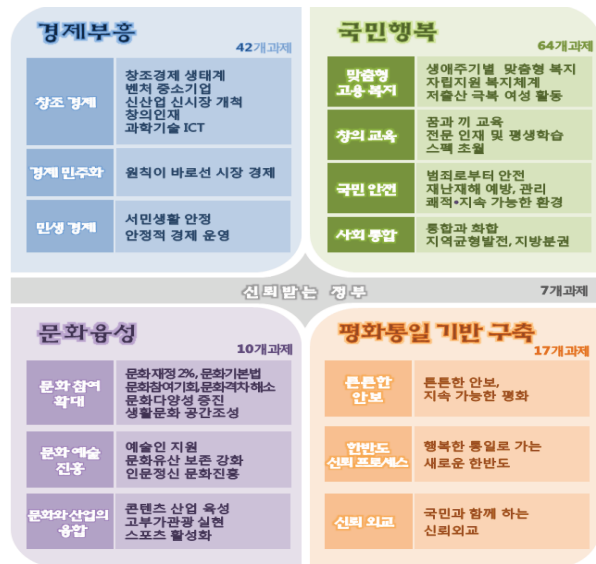 경제부흥
42개과제
창조 경제
창조경제 생태계
벤처 중소기업
신산업 신시장 개척
창의인재
과학기술 ICT
경제 민주화
원칙이 바로선 시장 경제
민생 경제
서민생활 안정
안정적 경제 운영
국민행복
64개과제
맞춤형
고용·복지
생애주기별 맞춤형 복지
자립지원 복지체계
저출산 극복 여성 활동
창의 교육
꿈과 끼 교육
전문 인재 및 평생학습
스펙 초월
국민 안전
범죄로부터 안전
재난재해 예방, 관리
쾌적•지속 가능한 환경
사회 통합
통합과 화합
지역균형발전, 지방분권
신뢰받는 정부
7개과제
문화융성
10개과제
문화 참여
확대
문화재정 2%, 문화기본법
문화참여기회, 문화격차 해소
문화다양성 증진
생활문화 공간조성
문화 예술
진흥
예술인 지원
문화유산 보존 강화
인문정신 문화진흥
문화와 산업의
융합
콘텐츠 산업 육성
고부가관광 실현
스포츠 활성화
평화통일 기반 구축
17개과제
튼튼한
안보
튼튼한 안보,
지속 가능한 평화
한반도
신뢰 프로세스
행복한 통일로 가는
새로운 한반도
신뢰 외교
국민과 함께 하는
신뢰외교